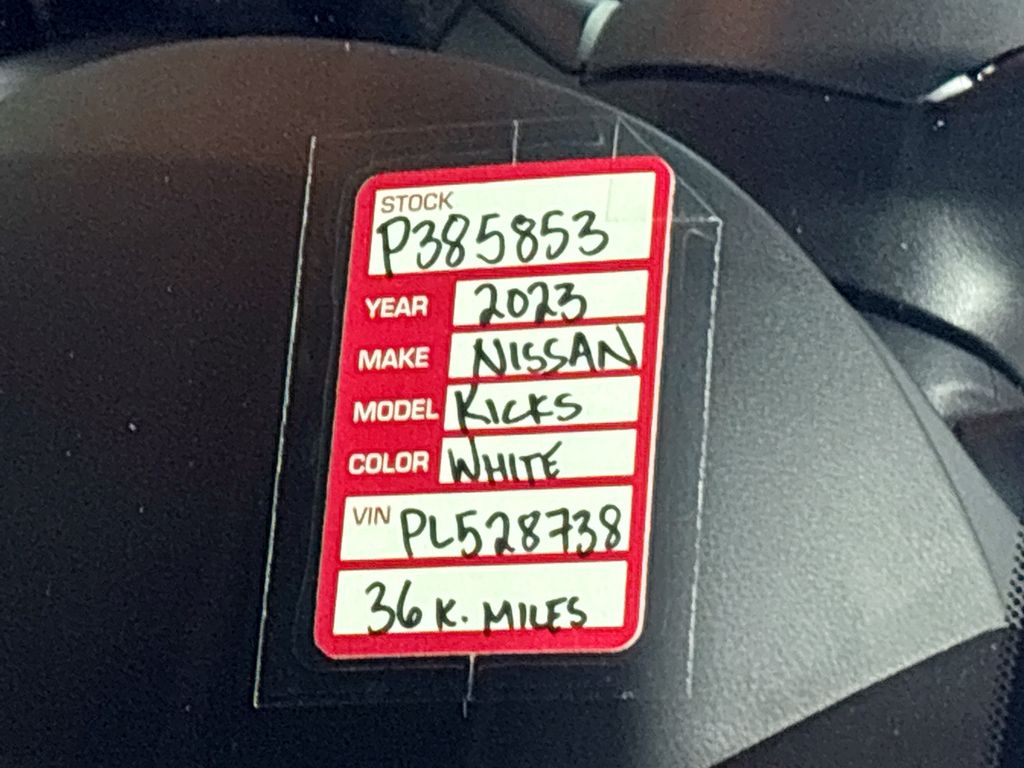 STOCK
P385853
YEAR 2023
MAKE NISSAN
MODEL KICKS
COLOR WHITE
VIN PL528738
36 K. MILES